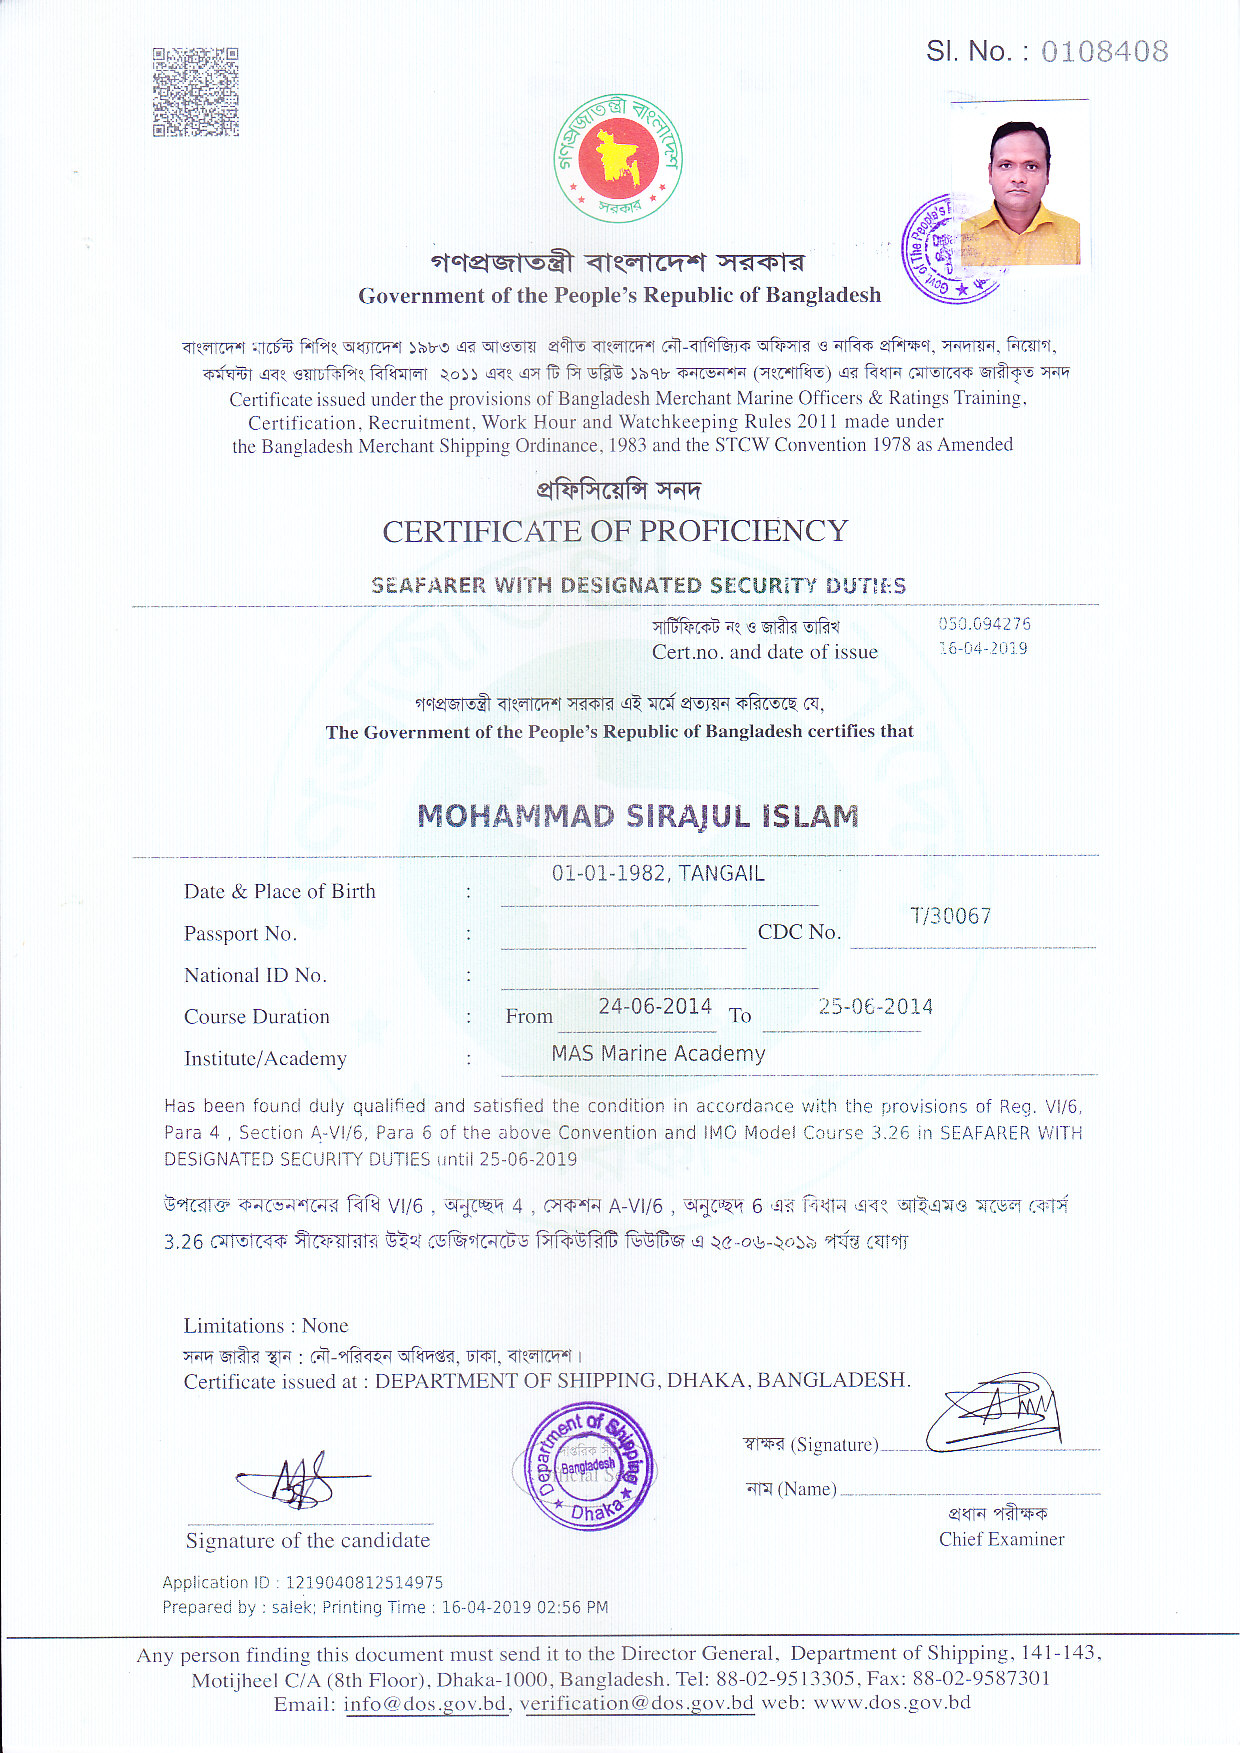 Sl. No. : 0108408
গণপ্রজাতন্ত্রী বাংলাদেশ
সরকার
গণপ্রজাতন্ত্রী বাংলাদেশ সরকার
Government of the People's Republic of Bangladesh
Govt. of The People's
বাংলাদেশ মার্চেন্ট শিপিং অধ্যাদেশ ১৯৮৩ এর আওতায় প্রণীত বাংলাদেশ নৌ-বাণিজ্যিক অফিসার ও নাবিক প্রশিক্ষণ, সনদায়ন, নিয়োগ,
কর্মঘন্টা এবং ওয়াচকিপিং বিধিমালা ২০১১ এবং এস টি সি ডব্লিউ ১৯৭৮ কনভেনশন (সংশোধিত) এর বিধান মোতাবেক জারীকৃত সনদ
Certificate issued under the provisions of Bangladesh Merchant Marine Officers & Ratings Training,
Certification, Recruitment, Work Hour and Watchkeeping Rules 2011 made under
the Bangladesh Merchant Shipping Ordinance, 1983 and the STCW Convention 1978 as Amended
প্রফিসিয়েন্সি সনদ
CERTIFICATE OF PROFICIENCY
SEAFARER WITH DESIGNATED SECURITY DUTIES
সার্টিফিকেট নং ও জারীর তারিখ 050.094276
Cert.no. and date of issue 16-04-2019
গণপ্রজাতন্ত্রী বাংলাদেশ সরকার এই মর্মে প্রত্যয়ন করিতেছে যে,
The Government of the People's Republic of Bangladesh certifies that
MOHAMMAD SIRAJUL ISLAM
Date & Place of Birth : 01-01-1982, TANGAIL
Passport No. : CDC No. T/30067
National ID No. :
Course Duration : From 24-06-2014 To 25-06-2014
Institute/Academy : MAS Marine Academy
Has been found duly qualified and satisfied the condition in accordance with the provisions of Reg. VI/6,
Para 4 , Section A-VI/6, Para 6 of the above Convention and IMO Model Course 3.26 in SEAFARER WITH
DESIGNATED SECURITY DUTIES until 25-06-2019
উপরোক্ত কনভেনশনের বিধি VI/6 , অনুচ্ছেদ 4 , সেকশন A-VI/6 , অনুচ্ছেদ 6 এর বিধান এবং আইএমও মডেল কোর্স
3.26 মোতাবেক সীফেয়ারার উইথ ডেজিগনেটেড সিকিউরিটি ডিউটিজ এ ২৫-০৬-২০১৯ পর্যন্ত যোগ্য
Limitations : None
সনদ জারীর স্থান : নৌ-পরিবহন অধিদপ্তর, ঢাকা, বাংলাদেশ।
Certificate issued at : DEPARTMENT OF SHIPPING, DHAKA, BANGLADESH.
Department of Shipping
Bangladesh
Dhaka
স্বাক্ষর (Signature)
নাম (Name)
প্রধান পরীক্ষক
Signature of the candidate
Chief Examiner
Application ID : 1219040812514975
Prepared by : salek; Printing Time : 16-04-2019 02:56 PM
Any person finding this document must send it to the Director General, Department of Shipping, 141-143,
Motijheel C/A (8th Floor), Dhaka-1000, Bangladesh. Tel: 88-02-9513305, Fax: 88-02-9587301
Email: info@dos.gov.bd, verification@dos.gov.bd web: www.dos.gov.bd